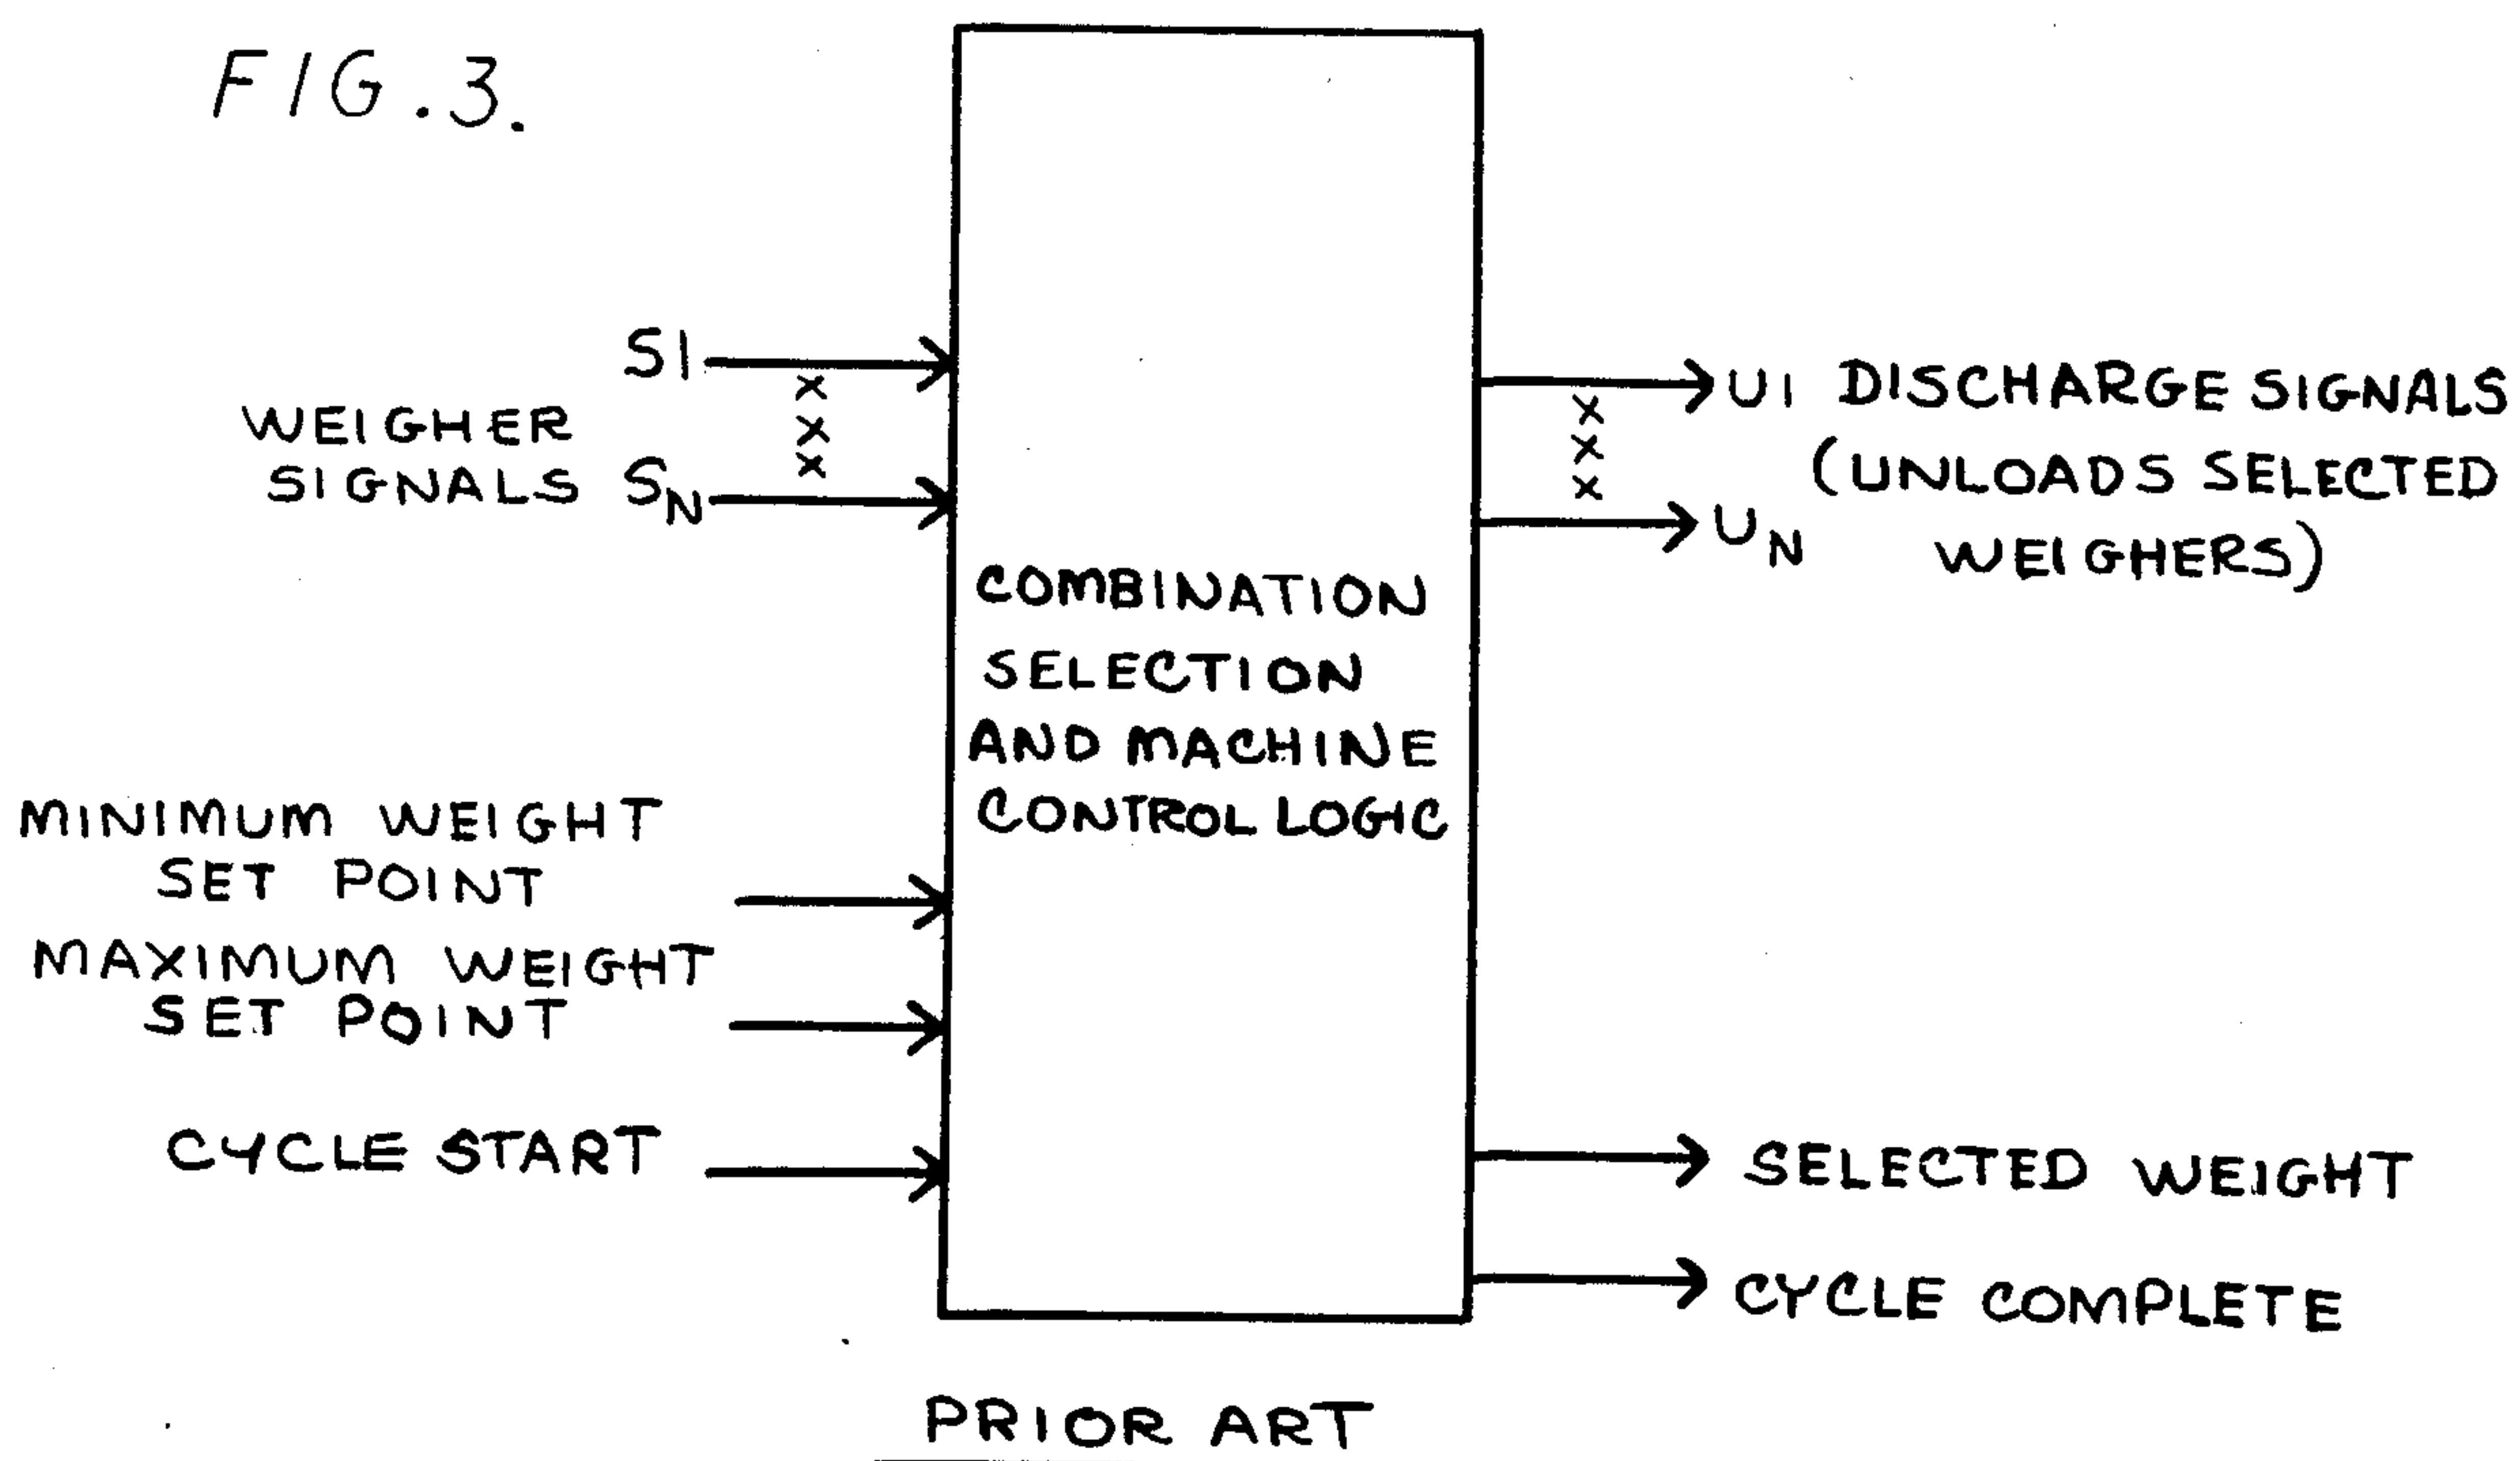 FIG. 3.
S1
WEIGHER
SIGNALS SN
X
X
X
MINIMUM WEIGHT
SET POINT
MAXIMUM WEIGHT
SET POINT
CYCLE START
COMBINATION
SELECTION
AND MACHINE
CONTROL LOGIC
U1 DISCHARGE SIGNALS
(UNLOADS SELECTED
UN WEIGHERS)
X
X
X
SELECTED WEIGHT
CYCLE COMPLETE
PRIOR ART